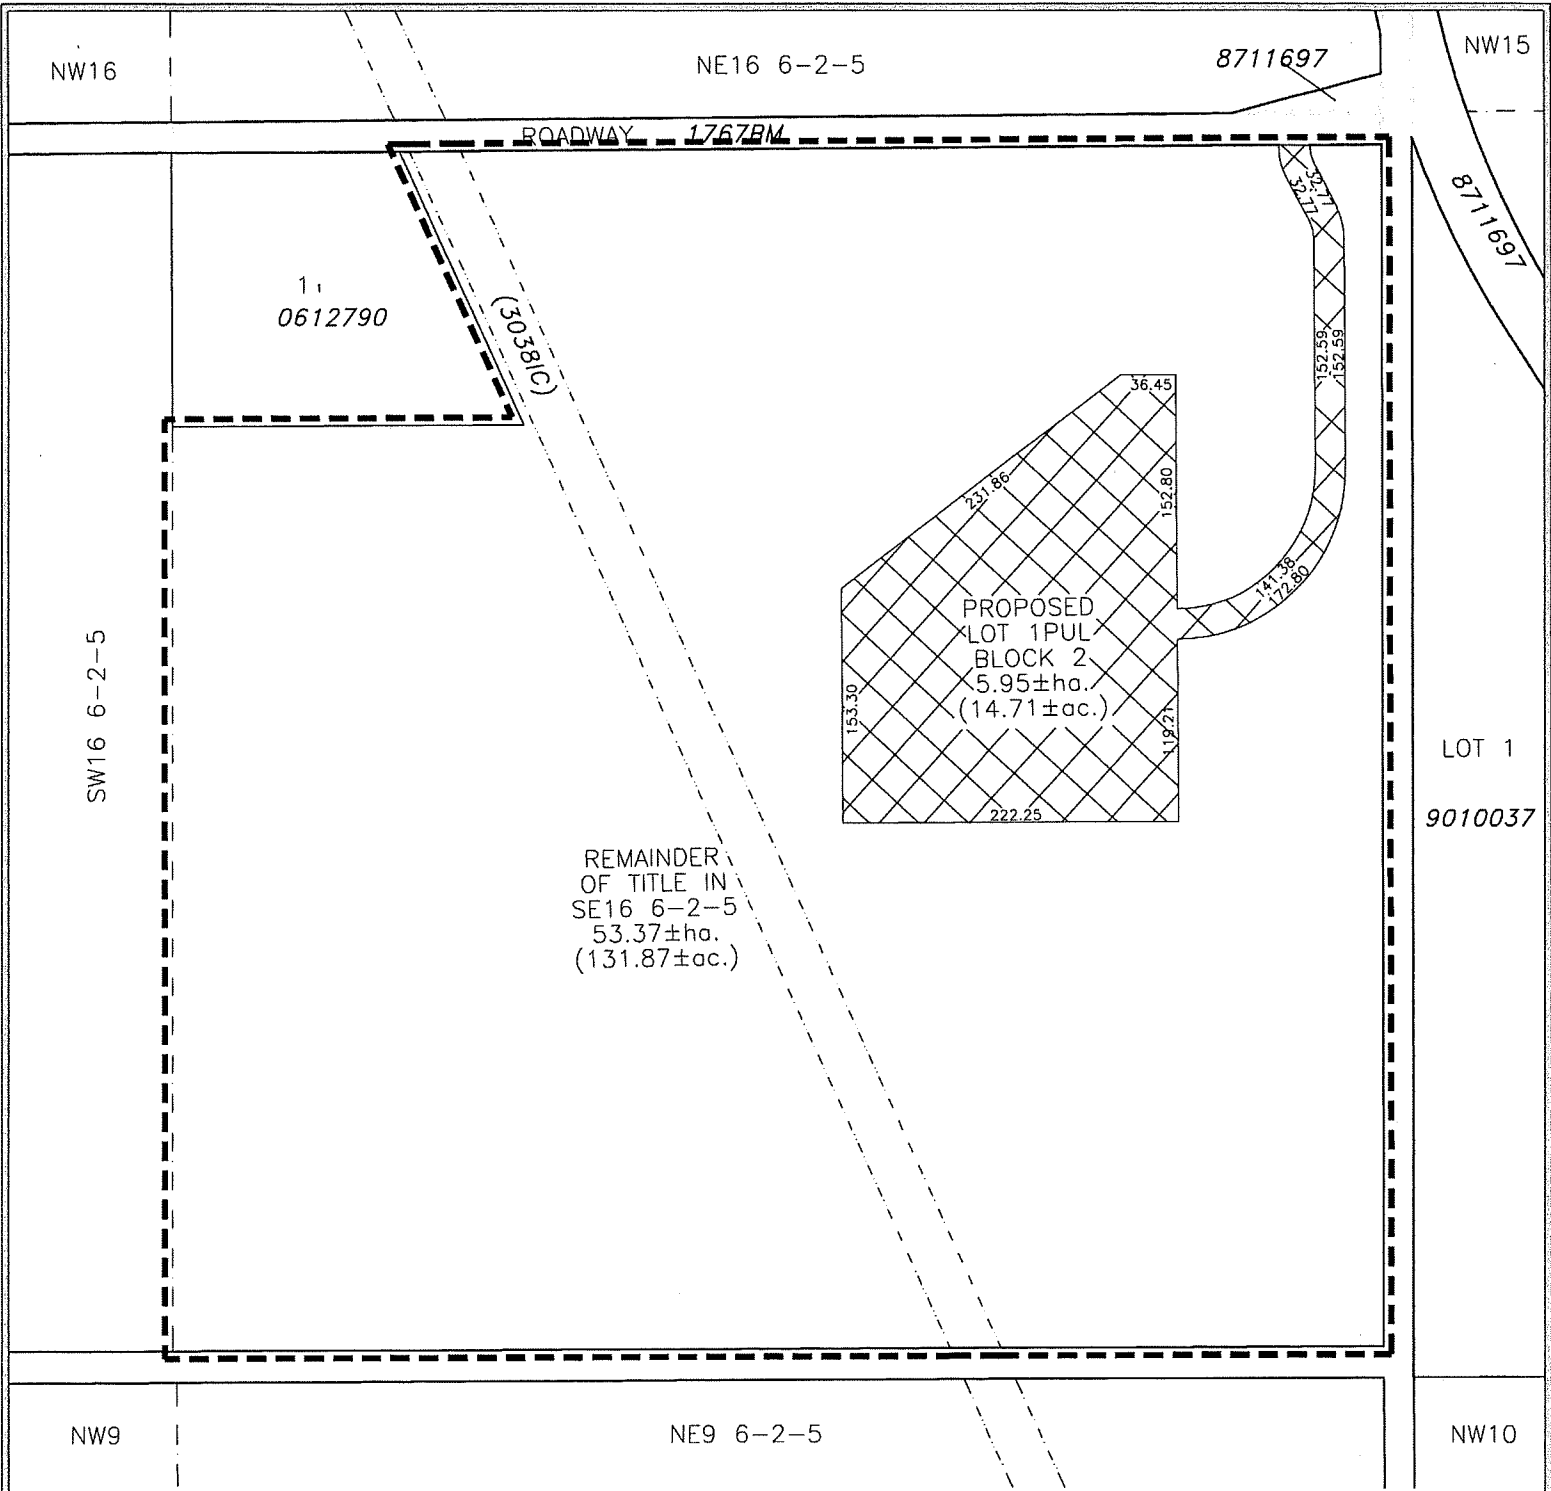 NW16
NE16 6-2-5
8711697
NW15
ROADWAY 1767BM
32.77
32.77
8711697
1
0612790
(3038IC)
152.59
152.59
36.45
231.86
152.80
141.38
172.80
PROPOSED
LOT 1PUL
BLOCK 2
5.95±ha.
(14.71±ac.)
153.30
119.21
222.25
SW16 6-2-5
LOT 1
9010037
REMAINDER
OF TITLE IN
SE16 6-2-5
53.37±ha.
(131.87±ac.)
NW9
NE9 6-2-5
NW10